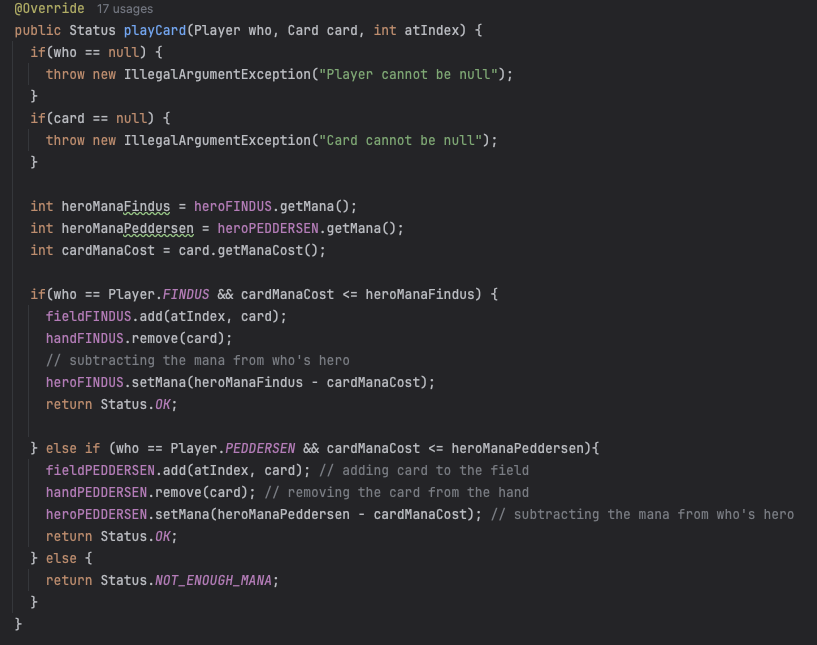 @Override 17 usages
public Status playCard(Player who, Card card, int atIndex) {
if(who == null) {
throw new IllegalArgumentException("Player cannot be null");
}
if(card == null) {
throw new IllegalArgumentException("Card cannot be null");
}
int heroManaFindus = heroFINDUS.getMana();
int heroManaPeddersen = heroPEDDERSEN.getMana();
int cardManaCost = card.getManaCost();
if(who == Player.FINDUS && cardManaCost <= heroManaFindus) {
fieldFINDUS.add(atIndex, card);
handFINDUS.remove(card);
// subtracting the mana from who's hero
heroFINDUS.setMana(heroManaFindus - cardManaCost);
return Status.OK;
} else if (who == Player.PEDDERSEN && cardManaCost <= heroManaPeddersen){
fieldPEDDERSEN.add(atIndex, card); // adding card to the field
handPEDDERSEN.remove(card); // removing the card from the hand
heroPEDDERSEN.setMana(heroManaPeddersen - cardManaCost); // subtracting the mana from who's hero
return Status.OK;
} else {
return Status.NOT_ENOUGH_MANA;
}
}